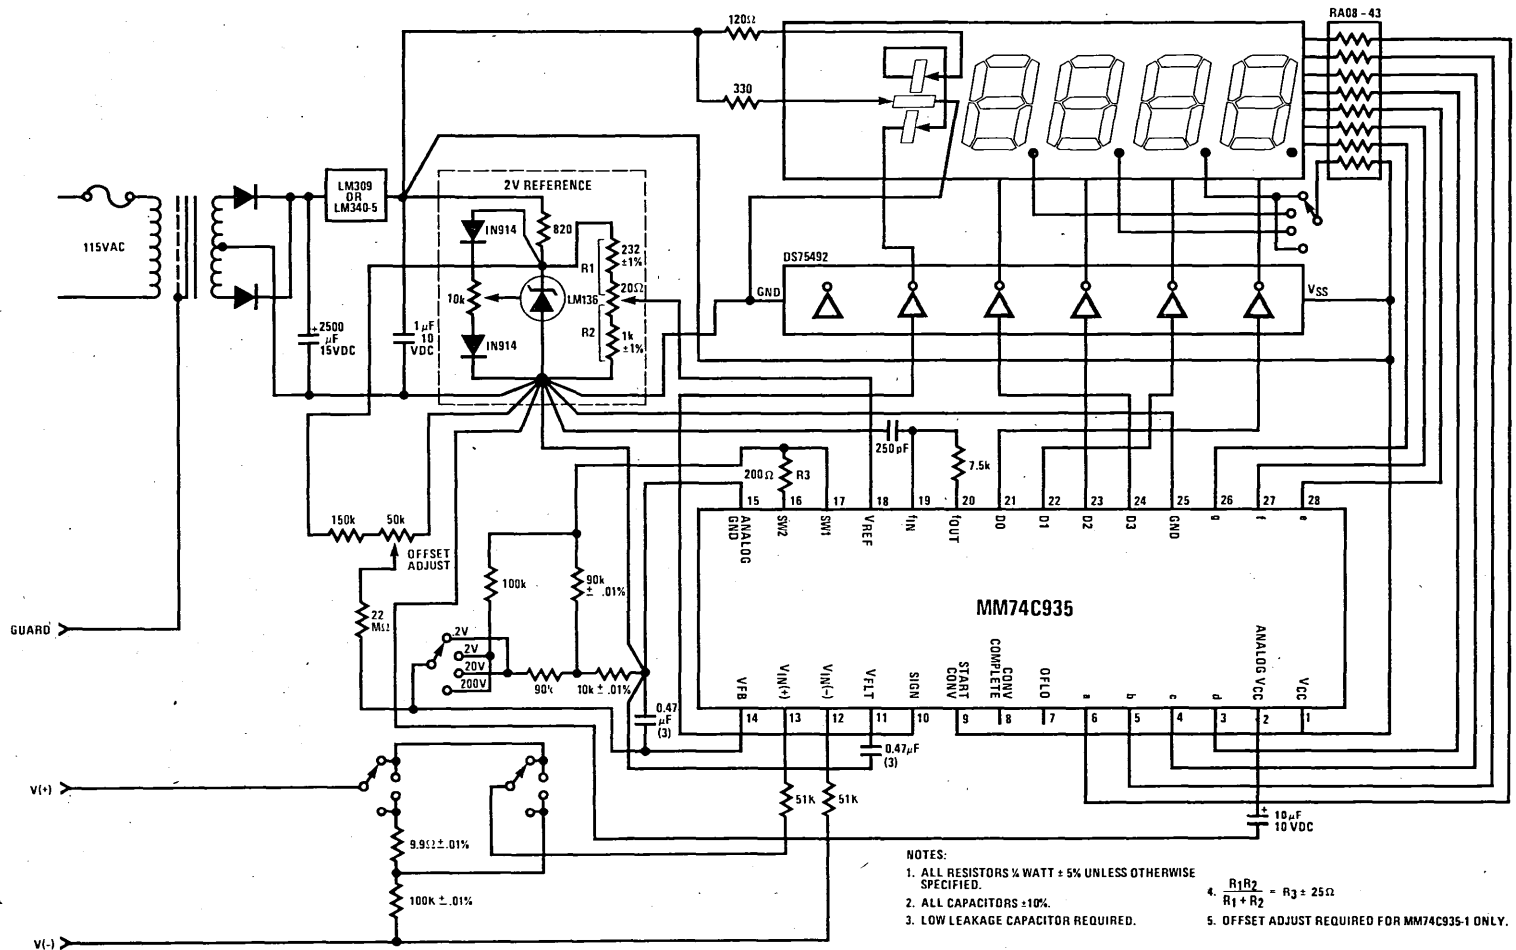 RA08-43
120Ω
330
115VAC
LM309
OR
LM340-5
2V REFERENCE
IN914
820
R1
232
±1%
10k
LM136
20Ω
R2
1k
±1%
IN914
+
2500
µF
15VDC
1µF
10
VDC
DS75492
GND
VSS
250pF
7.5k
200Ω
R3
150k
50k
OFFSET
ADJUST
22
MΩ
100k
90k
± .01%
.2V
2V
20V
200V
90k
10k ± .01%
0.47
µF
(3)
GUARD
15 16 17 18 19 20 21 22 23 24 25 26 27 28
ANALOG
GND
SW2
SW1
VREF
fIN
fOUT
D0
D1
D2
D3
GND
g
f
e
MM74C935
VFB
VIN(+)
VIN(-)
VFLT
SIGN
START
CONV
CONV
COMPLETE
OFLO
a
b
c
d
ANALOG VCC
VCC
14 13 12 11 10 9 8 7 6 5 4 3 2 1
0.47µF
(3)
51K
51K
+
10µF
10 VDC
V(+)
9.9Ω ± .01%
100K ± .01%
V(-)
NOTES:
1. ALL RESISTORS ¼ WATT ± 5% UNLESS OTHERWISE
SPECIFIED.
2. ALL CAPACITORS ±10%.
3. LOW LEAKAGE CAPACITOR REQUIRED.
4. R1R2 / R1 + R2 = R3 ± 25Ω
5. OFFSET ADJUST REQUIRED FOR MM74C935-1 ONLY.